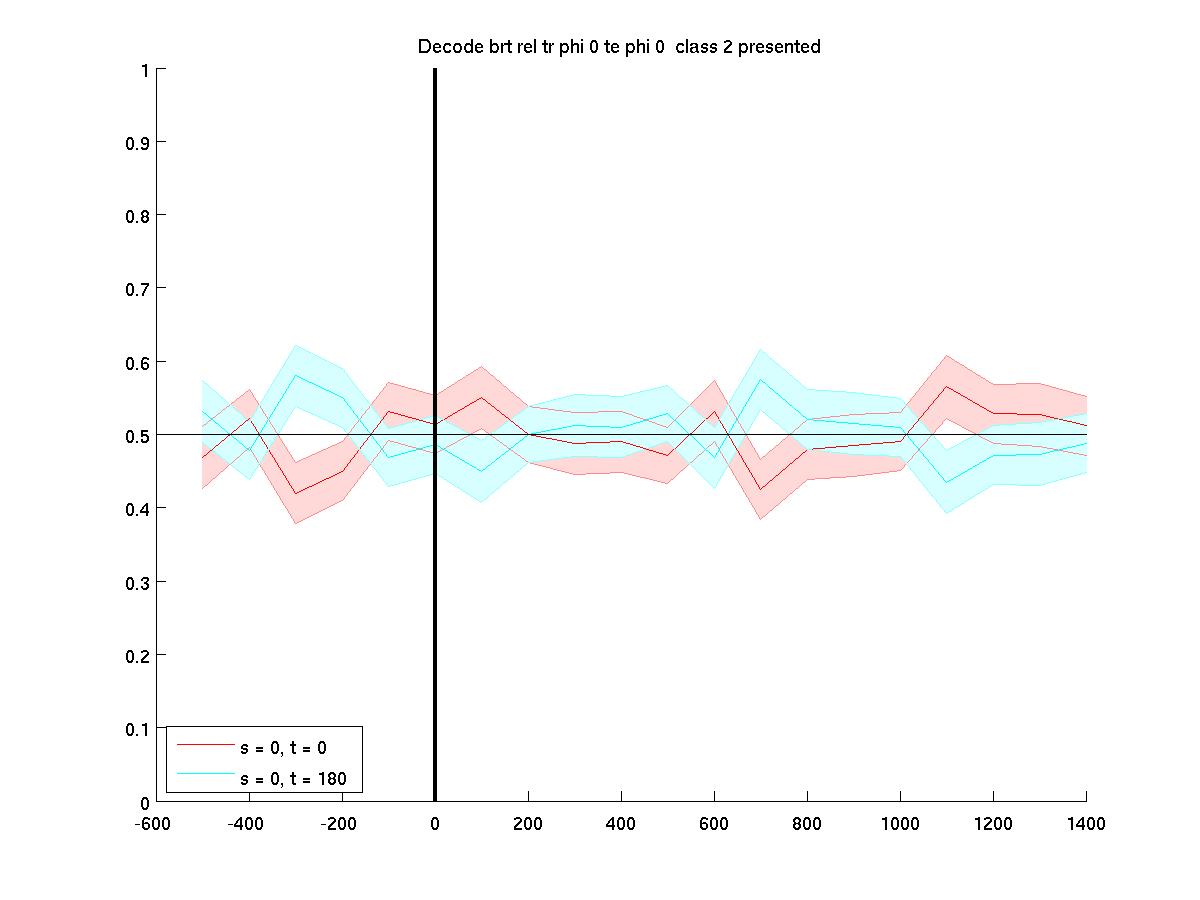 Decode brt rel tr phi 0 te phi 0 class 2 presented
1
0.9
0.8
0.7
0.6
0.5
0.4
0.3
0.2
0.1
0
s = 0, t = 0
s = 0, t = 180
-600 -400 -200 0 200 400 600 800 1000 1200 1400